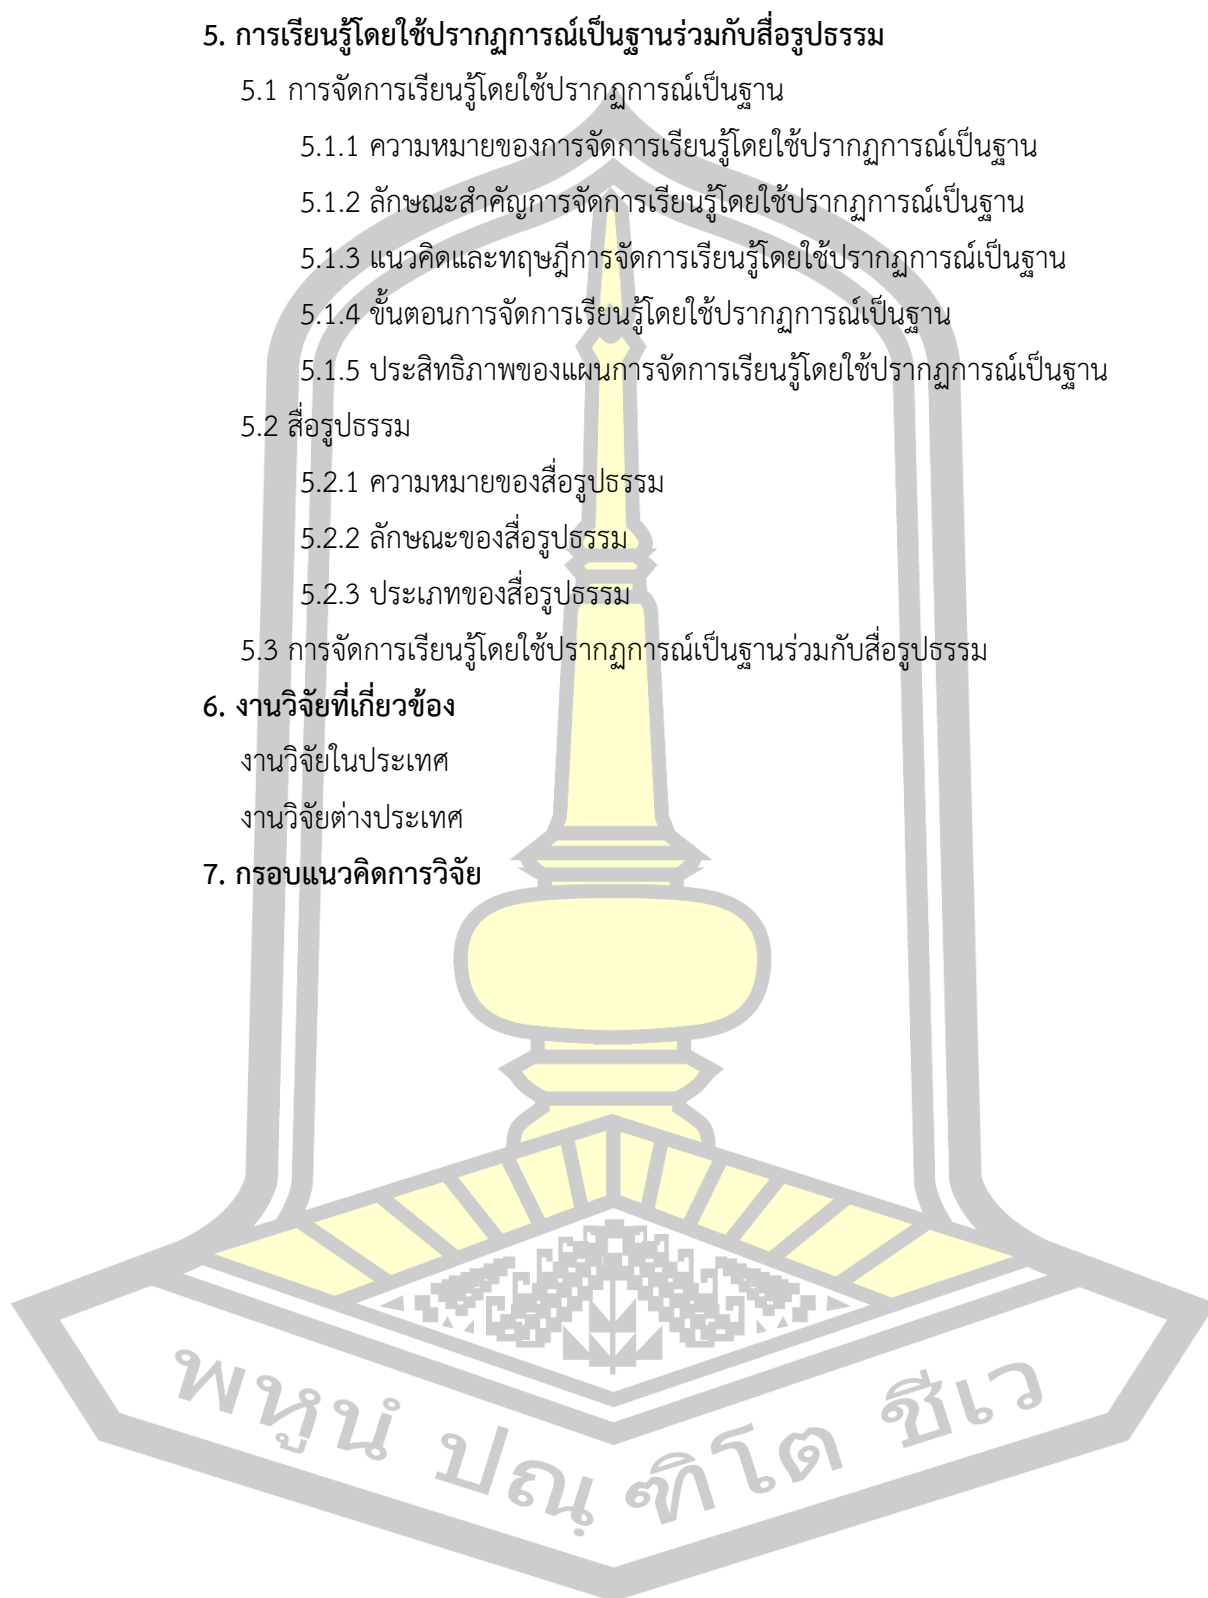 5. การเรียนรู้โดยใช้ปรากฏการณ์เป็นฐานร่วมกับสื่อรูปธรรม
5.1 การจัดการเรียนรู้โดยใช้ปรากฏการณ์เป็นฐาน
5.1.1 ความหมายของการจัดการเรียนรู้โดยใช้ปรากฏการณ์เป็นฐาน
5.1.2 ลักษณะสำคัญการจัดการเรียนรู้โดยใช้ปรากฏการณ์เป็นฐาน
5.1.3 แนวคิดและทฤษฎีการจัดการเรียนรู้โดยใช้ปรากฏการณ์เป็นฐาน
5.1.4 ขั้นตอนการจัดการเรียนรู้โดยใช้ปรากฏการณ์เป็นฐาน
5.1.5 ประสิทธิภาพของแผนการจัดการเรียนรู้โดยใช้ปรากฏการณ์เป็นฐาน
5.2 สื่อรูปธรรม
5.2.1 ความหมายของสื่อรูปธรรม
5.2.2 ลักษณะของสื่อรูปธรรม
5.2.3 ประเภทของสื่อรูปธรรม
5.3 การจัดการเรียนรู้โดยใช้ปรากฏการณ์เป็นฐานร่วมกับสื่อรูปธรรม
6. งานวิจัยที่เกี่ยวข้อง
งานวิจัยในประเทศ
งานวิจัยต่างประเทศ
7. กรอบแนวคิดการวิจัย
พหูนํ ปณฺฑิโต ชีเว